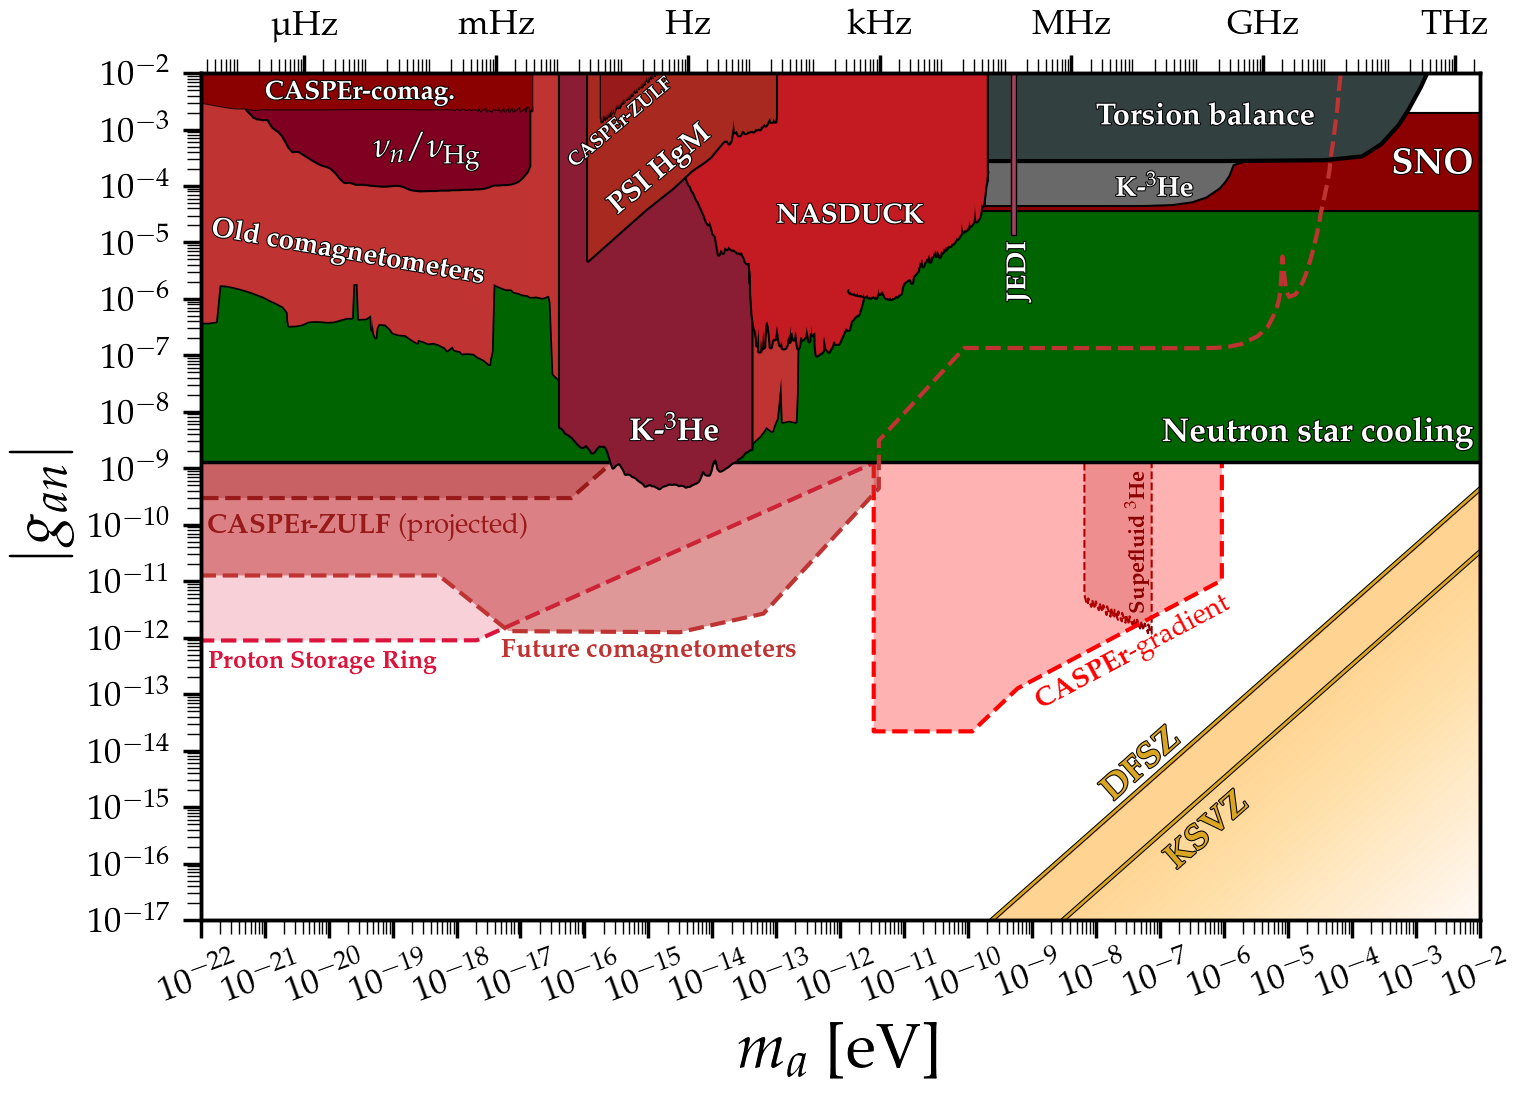 μHz mHz Hz kHz MHz GHz THz
10⁻²
10⁻³
10⁻⁴
10⁻⁵
10⁻⁶
10⁻⁷
10⁻⁸
10⁻⁹
10⁻¹⁰
10⁻¹¹
10⁻¹²
10⁻¹³
10⁻¹⁴
10⁻¹⁵
10⁻¹⁶
10⁻¹⁷
|gₐₙ|
CASPEr-comag.
νₙ/ν_Hg
Old comagnetometers
CASPEr-ZULF
PSI HgM
NASDUCK
K-³He
Torsion balance
K-³He
SNO
JEDI
Neutron star cooling
CASPEr-ZULF (projected)
Proton Storage Ring
Future comagnetometers
Supefluid ³He
CASPEr-gradient
DFSZ
KSVZ
10⁻²² 10⁻²¹ 10⁻²⁰ 10⁻¹⁹ 10⁻¹⁸ 10⁻¹⁷ 10⁻¹⁶ 10⁻¹⁵ 10⁻¹⁴ 10⁻¹³ 10⁻¹² 10⁻¹¹ 10⁻¹⁰ 10⁻⁹ 10⁻⁸ 10⁻⁷ 10⁻⁶ 10⁻⁵ 10⁻⁴ 10⁻³ 10⁻²
mₐ [eV]